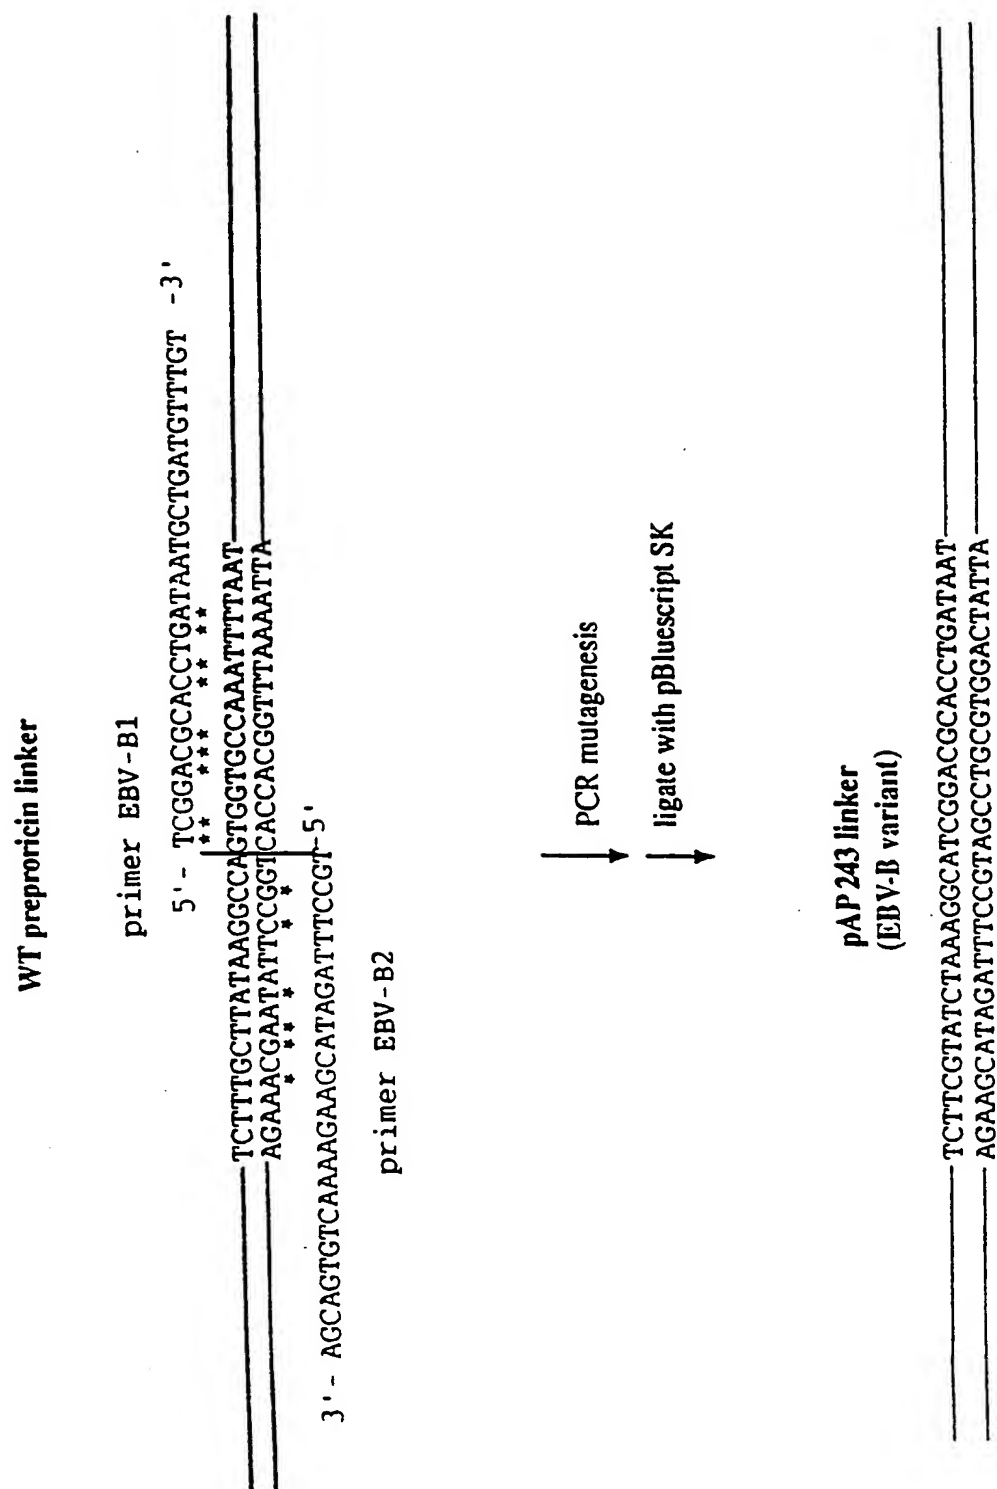 WT preproricin linker
primer EBV-B1
5'- TCGGACGCACCTGATAATGCTGATGTTTGT -3'
** *** ** **
TCTTTGCTTATAAGGCCAGTGGTGCCAAATTTTAAT
AGAAACGAATATTCCGGTCACCACGGTTTAAAATTA
* ** * * *
3'- AGCAGTGTCAAAAGAAGCATAGATTTCCGT-5'
primer EBV-B2
PCR mutagenesis
ligate with pBluescript SK
pAP 243 linker
(EBV-B variant)
TCTTCGTATCTAAAGGCATCGGACGCACCTGATAAT
AGAAGCATAGATTTCCGTAGCCTGCGTGGACTATTA